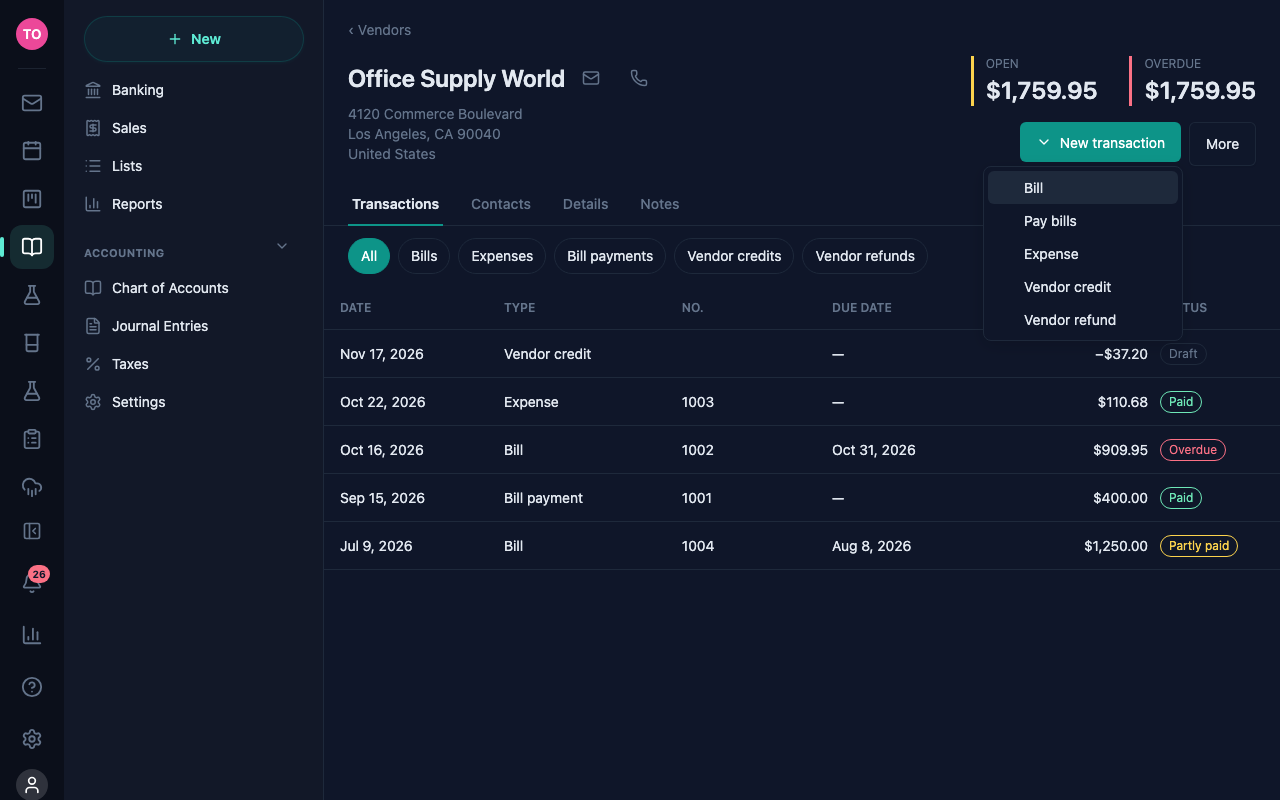 TO
New
Banking
Sales
Lists
Reports
ACCOUNTING
Chart of Accounts
Journal Entries
Taxes
Settings
26
‹ Vendors
Office Supply World
4120 Commerce Boulevard
Los Angeles, CA 90040
United States
OPEN
$1,759.95
OVERDUE
$1,759.95
New transaction
More
Bill
Pay bills
Expense
Vendor credit
Vendor refund
Transactions Contacts Details Notes
All Bills Expenses Bill payments Vendor credits Vendor refunds
DATE TYPE NO. DUE DATE TUS
Nov 17, 2026 Vendor credit — −$37.20 Draft
Oct 22, 2026 Expense 1003 — $110.68 Paid
Oct 16, 2026 Bill 1002 Oct 31, 2026 $909.95 Overdue
Sep 15, 2026 Bill payment 1001 — $400.00 Paid
Jul 9, 2026 Bill 1004 Aug 8, 2026 $1,250.00 Partly paid